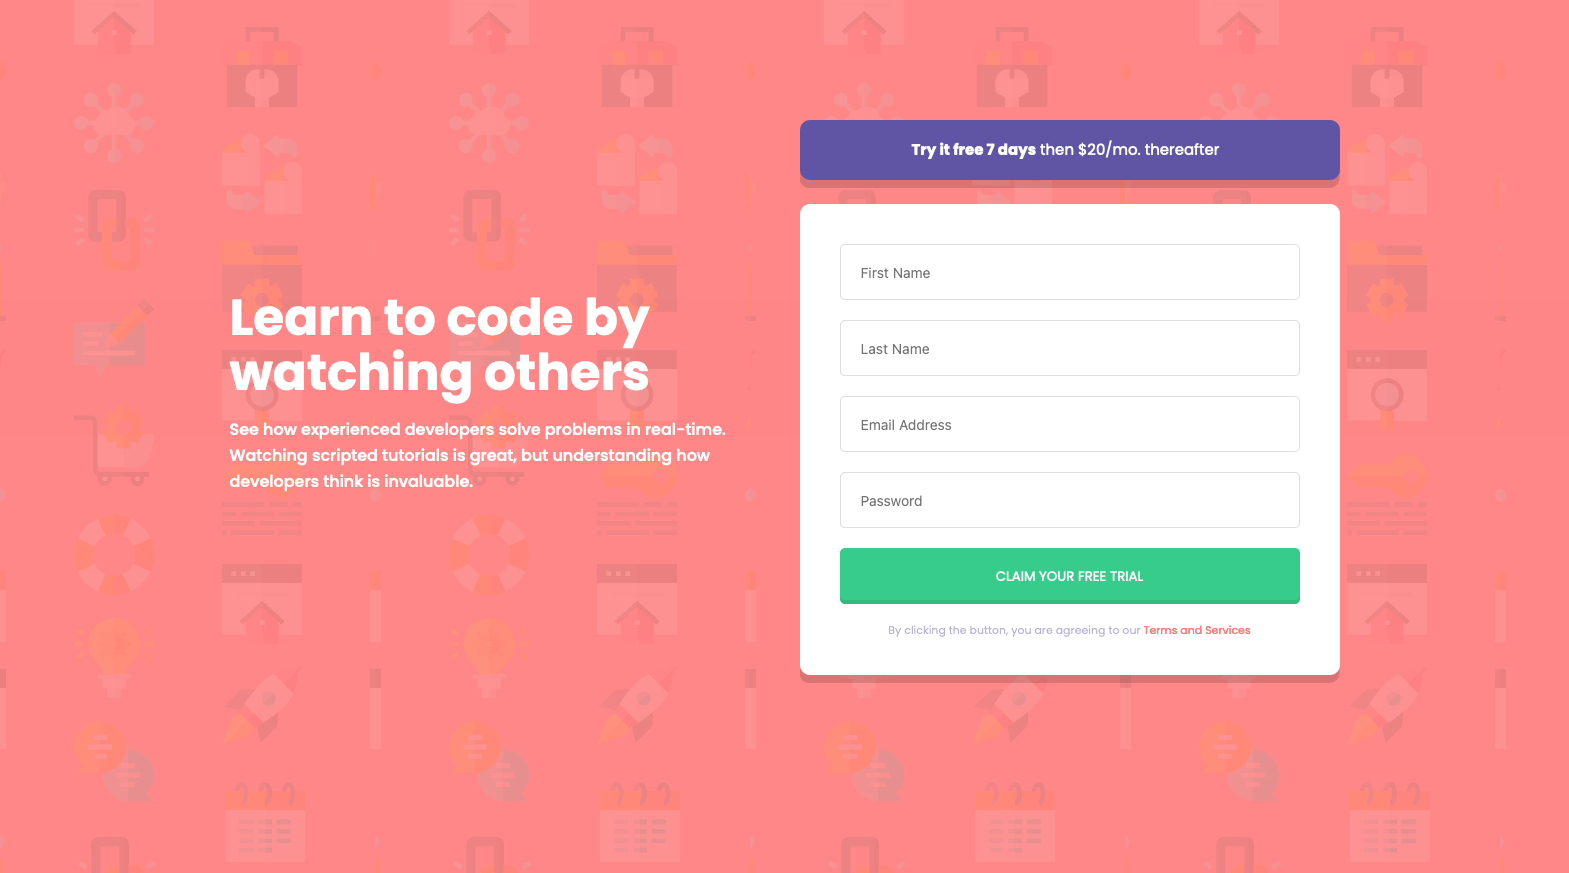 Learn to code by
watching others
See how experienced developers solve problems in real-time.
Watching scripted tutorials is great, but understanding how
developers think is invaluable.
Try it free 7 days then $20/mo. thereafter
First Name
Last Name
Email Address
Password
CLAIM YOUR FREE TRIAL
By clicking the button, you are agreeing to our Terms and Services